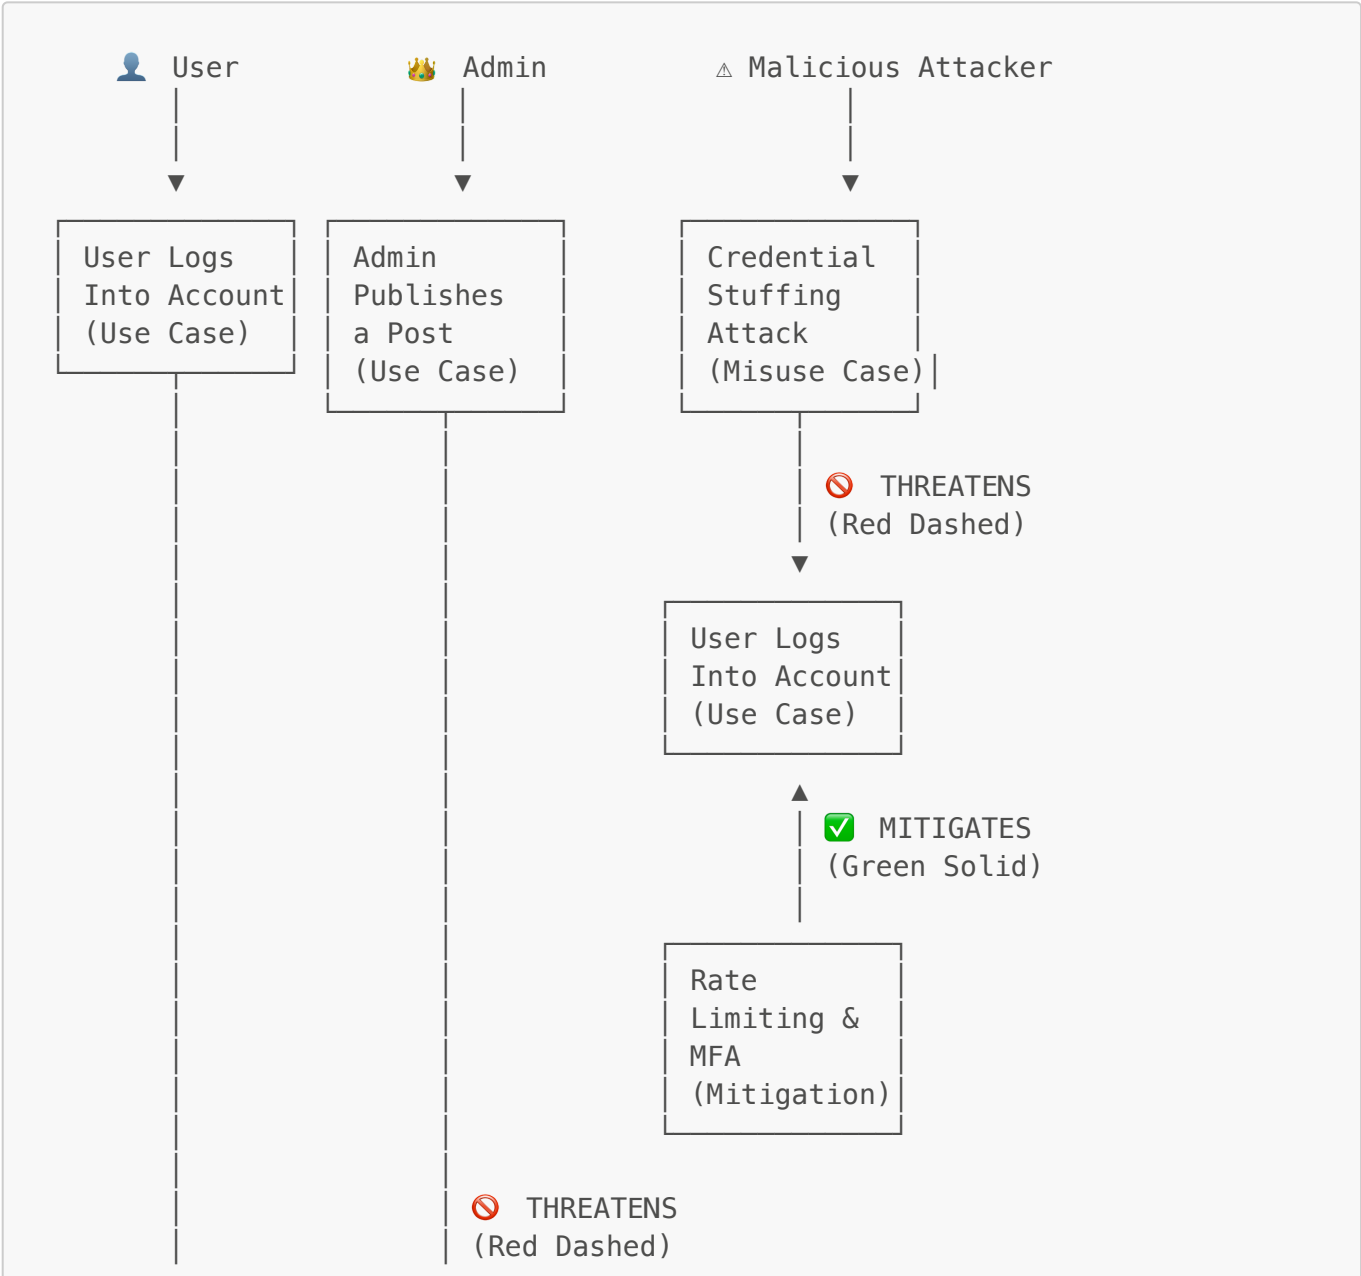 👤 User 👑 Admin ⚠ Malicious Attacker
User Logs
Into Account
(Use Case)
Admin
Publishes
a Post
(Use Case)
Credential
Stuffing
Attack
(Misuse Case)
🚫 THREATENS
(Red Dashed)
User Logs
Into Account
(Use Case)
✅ MITIGATES
(Green Solid)
Rate
Limiting &
MFA
(Mitigation)
🚫 THREATENS
(Red Dashed)